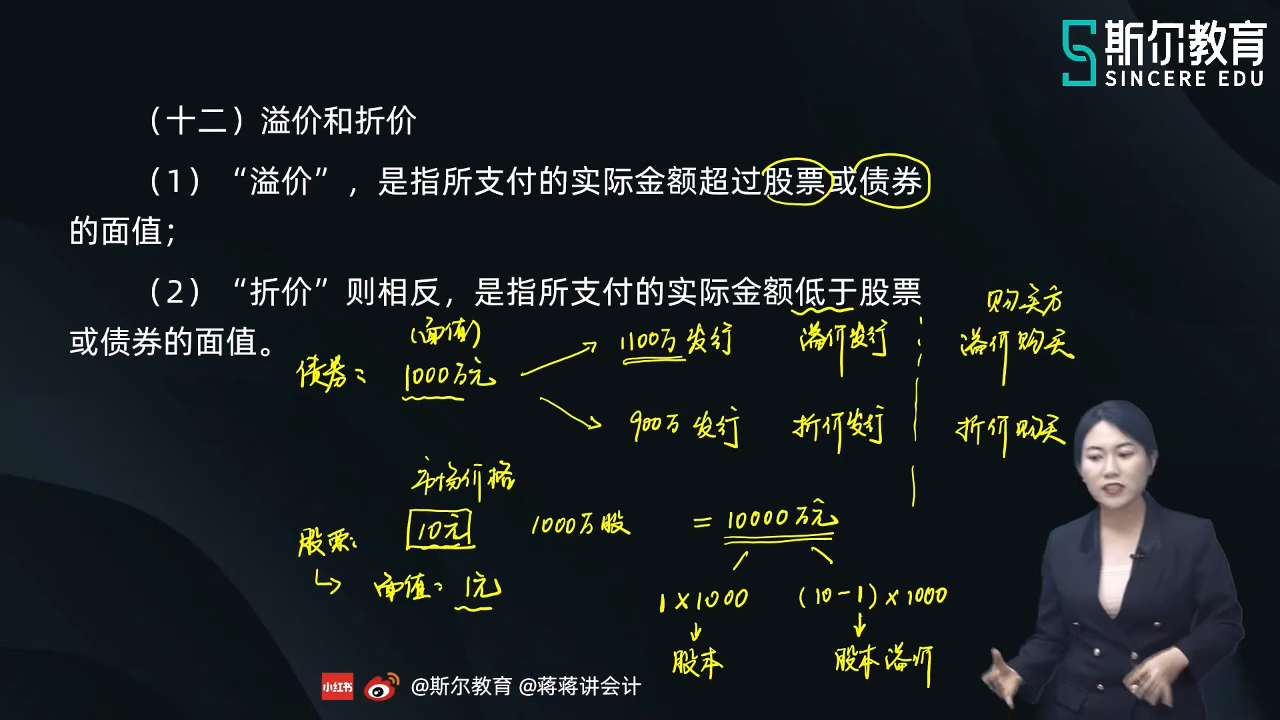 斯尔教育
SINCERE EDU
（十二）溢价和折价
（1）“溢价”，是指所支付的实际金额超过股票或债券
的面值；
（2）“折价”则相反，是指所支付的实际金额低于股票
或债券的面值。
购买方
(面值)
1100万发行 溢价发行 溢价购买
债券： 1000万元
900万发行 折价发行 折价购买
市场价格
股票： 10元 1000万股 = 10000万元
面值：1元
1×1000 (10-1)×1000
股本 股本溢价
小红书 @斯尔教育 @蒋蒋讲会计